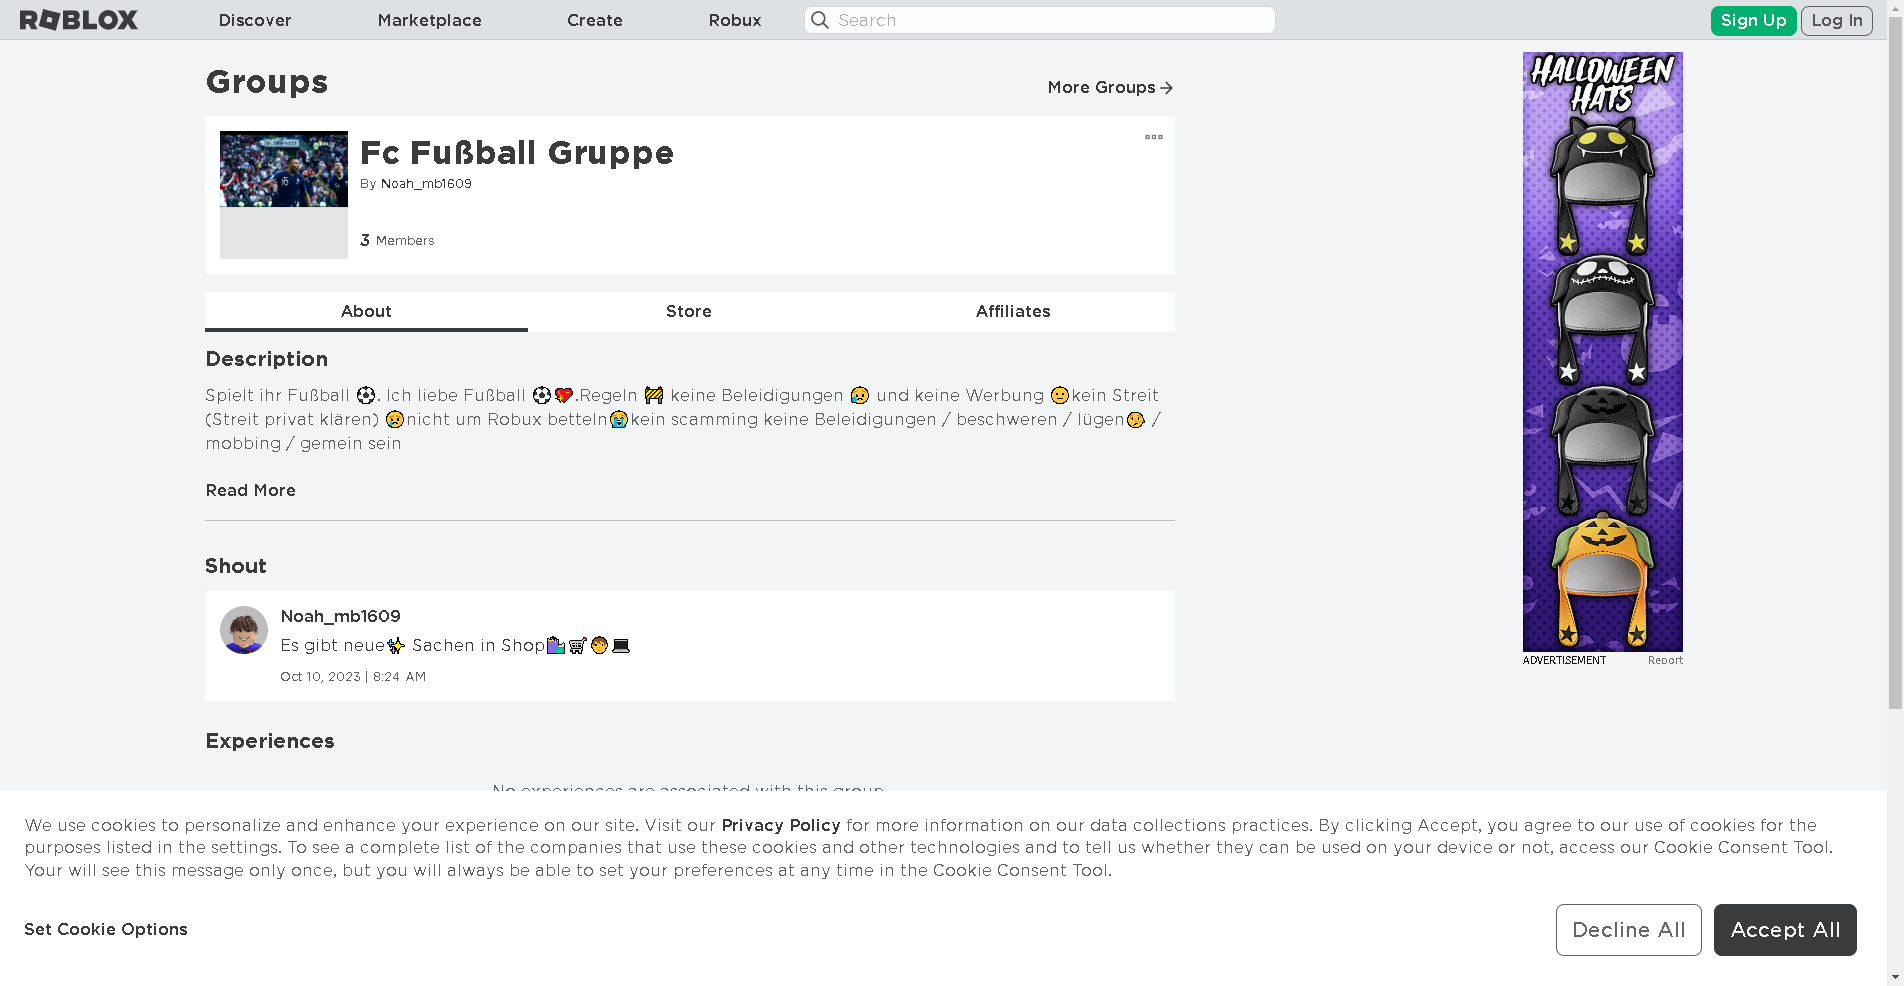 ROBLOX Discover Marketplace Create Robux Search Sign Up Log In
Groups
More Groups
Fc Fußball Gruppe
By Noah_mb1609
3 Members
About Store Affiliates
Description
Spielt ihr Fußball ⚽. Ich liebe Fußball ⚽💖.Regeln 🚧 keine Beleidigungen 😥 und keine Werbung 😐kein Streit
(Streit privat klären) 😢nicht um Robux betteln😭kein scamming keine Beleidigungen / beschweren / lügen🤥 /
mobbing / gemein sein
Read More
Shout
Noah_mb1609
Es gibt neue✨ Sachen in Shop🛍🛒🧑‍💻
Oct 10, 2023 | 8:24 AM
Experiences
No experiences are associated with this group
HALLOWEEN
HATS
ADVERTISEMENT Report
We use cookies to personalize and enhance your experience on our site. Visit our Privacy Policy for more information on our data collections practices. By clicking Accept, you agree to our use of cookies for the
purposes listed in the settings. To see a complete list of the companies that use these cookies and other technologies and to tell us whether they can be used on your device or not, access our Cookie Consent Tool.
Your will see this message only once, but you will always be able to set your preferences at any time in the Cookie Consent Tool.
Set Cookie Options
Decline All Accept All